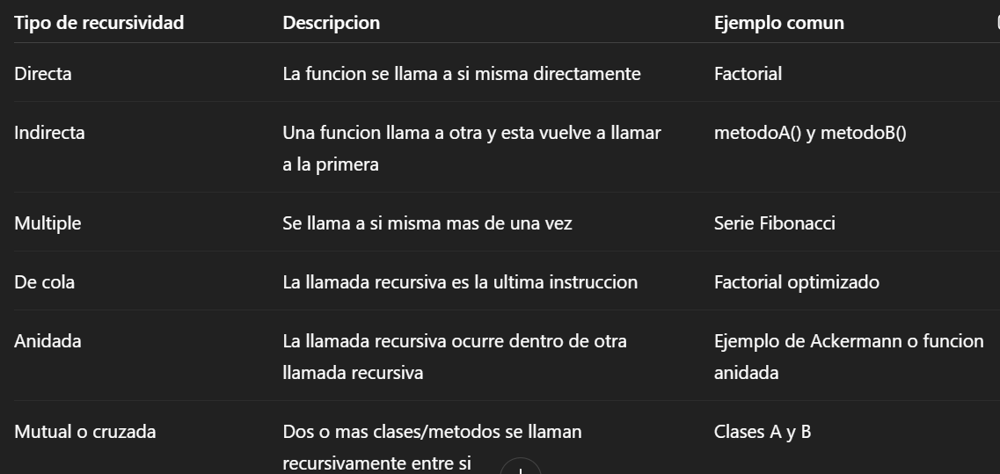 Tipo de recursividad Descripcion Ejemplo comun
Directa La funcion se llama a si misma directamente Factorial
Indirecta Una funcion llama a otra y esta vuelve a llamar metodoA() y metodoB()
a la primera
Multiple Se llama a si misma mas de una vez Serie Fibonacci
De cola La llamada recursiva es la ultima instruccion Factorial optimizado
Anidada La llamada recursiva ocurre dentro de otra Ejemplo de Ackermann o funcion
llamada recursiva anidada
Mutual o cruzada Dos o mas clases/metodos se llaman Clases A y B
recursivamente entre si